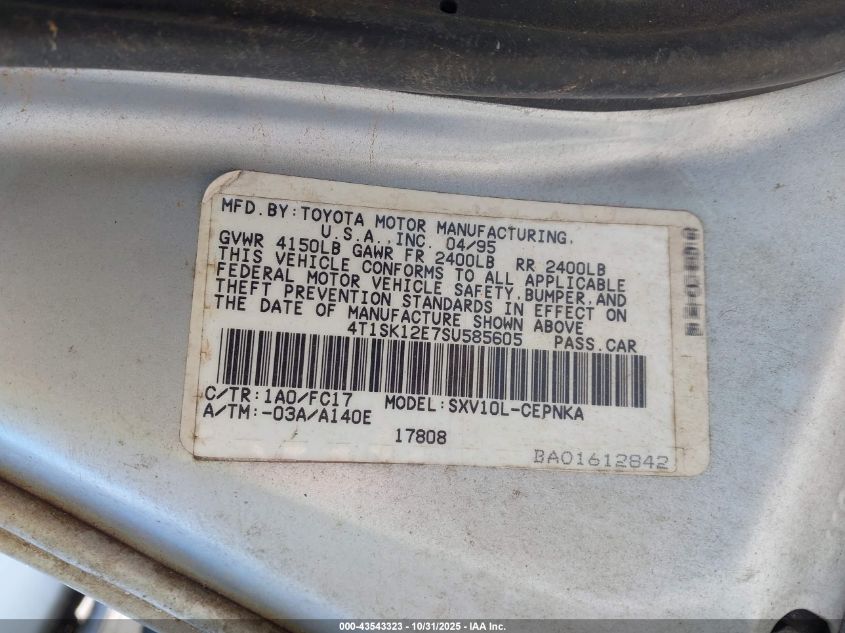 MFD.BY:TOYOTA MOTOR MANUFACTURING,
U.S.A.,INC. 04/95
GVWR 4150LB GAWR FR 2400LB RR 2400LB
THIS VEHICLE CONFORMS TO ALL APPLICABLE
FEDERAL MOTOR VEHICLE SAFETY,BUMPER,AND
THEFT PREVENTION STANDARDS IN EFFECT ON
THE DATE OF MANUFACTURE SHOWN ABOVE
4T1SK12E7SU585605 PASS.CAR
C/TR:1A0/FC17 MODEL:SXV10L-CEPNKA
A/TM:-03A/A140E
17808
BA01612842
000-43543323 - 10/31/2025 - IAA Inc.